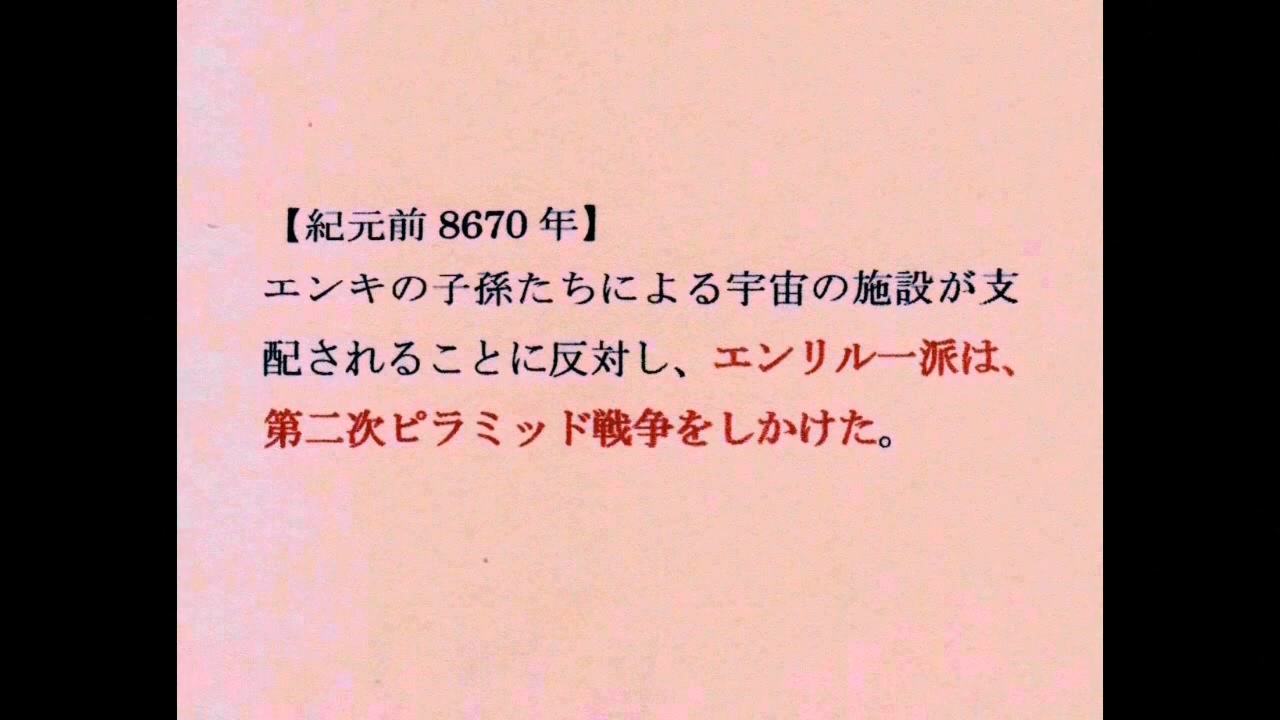 【紀元前 8670 年】
エンキの子孫たちによる宇宙の施設が支
配されることに反対し、エンリル一派は、
第二次ピラミッド戦争をしかけた。